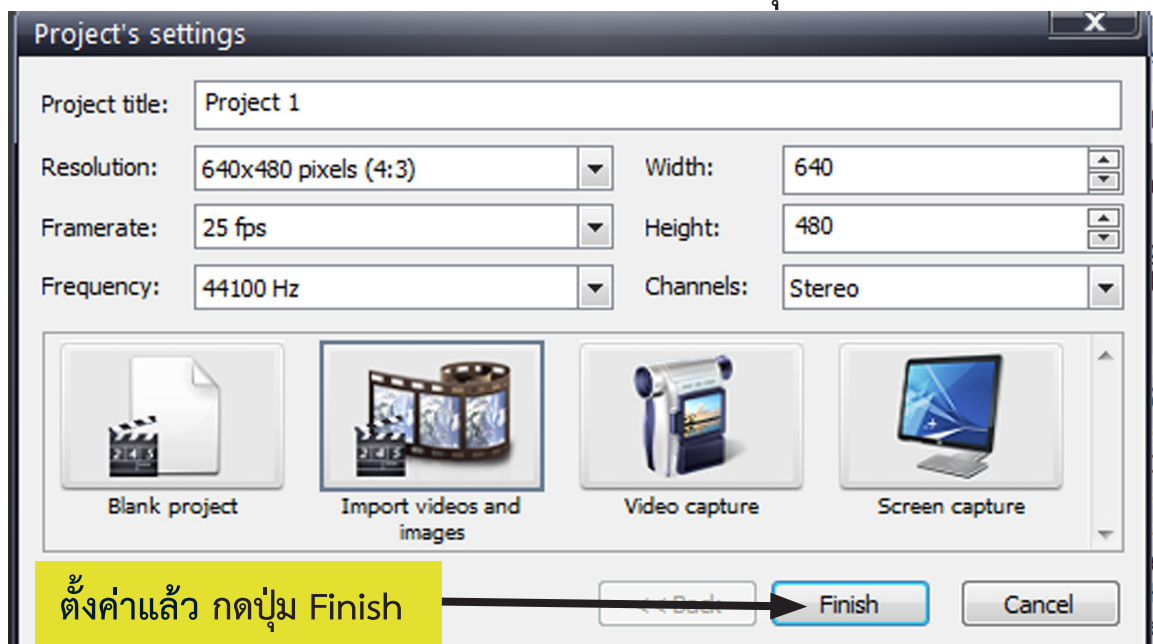 Project's settings
X
Project title: Project 1
Resolution: 640x480 pixels (4:3) Width: 640
Framerate: 25 fps Height: 480
Frequency: 44100 Hz Channels: Stereo
Blank project Import videos and Video capture Screen capture
images
ตั้งค่าแล้ว กดปุ่ม Finish << Back Finish Cancel